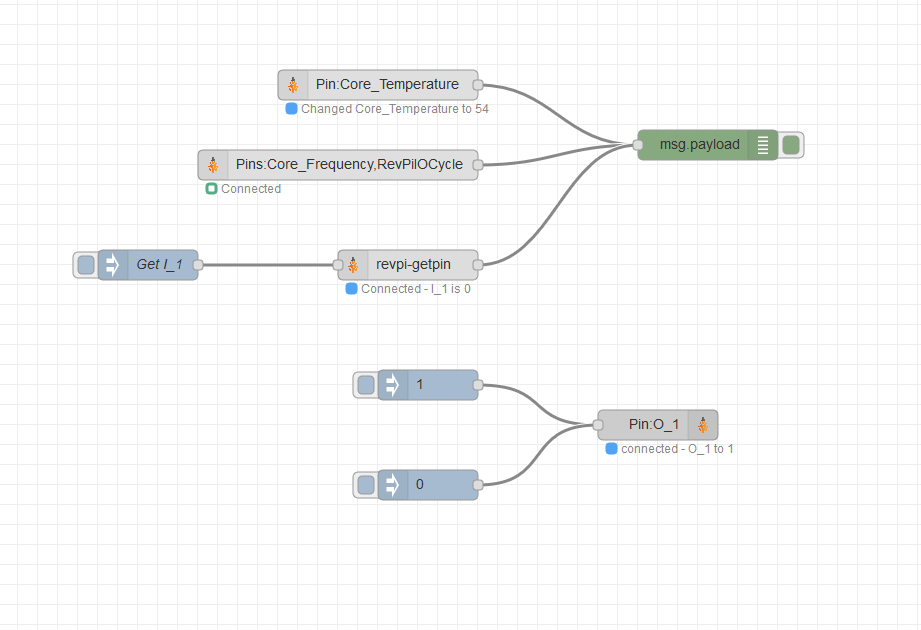 Pin:Core_Temperature
Changed Core_Temperature to 54
msg.payload
Pins:Core_Frequency,RevPiIOCycle
Connected
Get I_1
revpi-getpin
Connected - I_1 is 0
1
Pin:O_1
connected - O_1 to 1
0